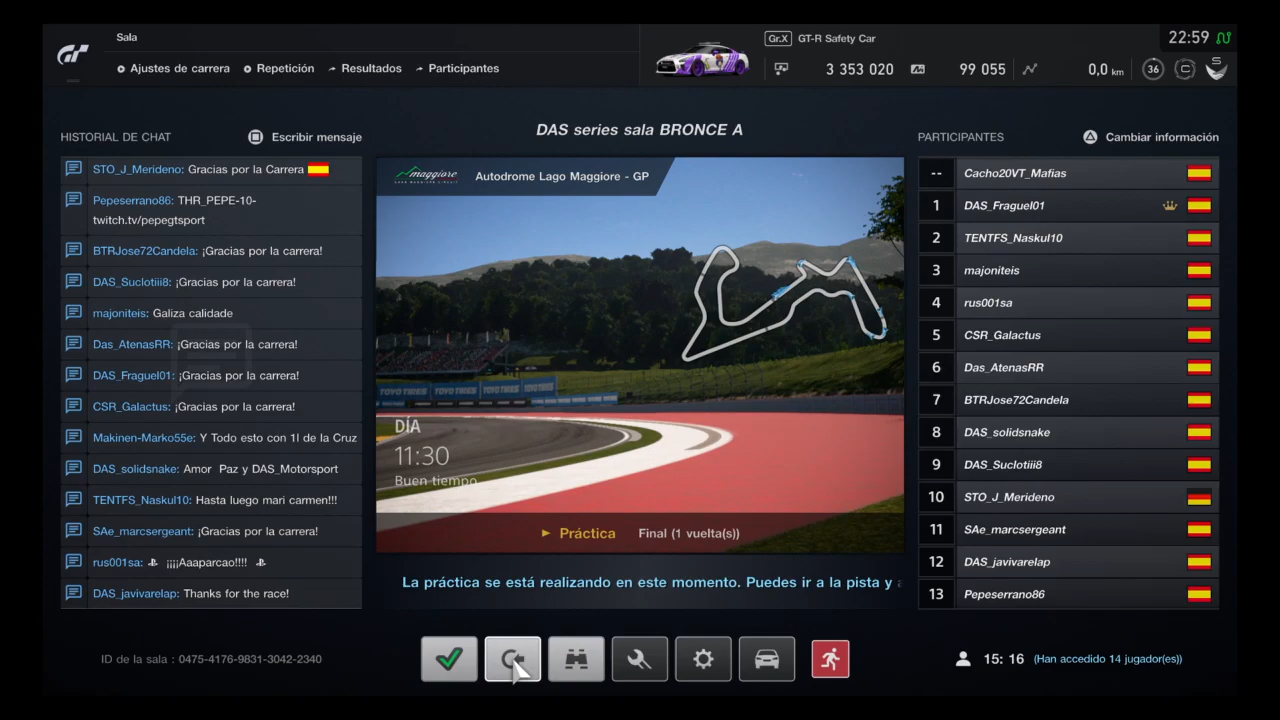 Sala
Ajustes de carrera
Repetición
Resultados
Participantes
Gr.X GT-R Safety Car
3 353 020
99 055
0,0 km
36
S
22:59
HISTORIAL DE CHAT
Escribir mensaje
STO_J_Merideno: Gracias por la Carrera
Pepeserrano86: THR_PEPE-10-
twitch.tv/pepegtsport
BTRJose72Candela: ¡Gracias por la carrera!
DAS_Suclotiii8: ¡Gracias por la carrera!
majoniteis: Galiza calidade
Das_AtenasRR: ¡Gracias por la carrera!
DAS_Fraguel01: ¡Gracias por la carrera!
CSR_Galactus: ¡Gracias por la carrera!
Makinen-Marko55e: Y Todo esto con 1l de la Cruz
DAS_solidsnake: Amor Paz y DAS_Motorsport
TENTFS_Naskul10: Hasta luego mari carmen!!!
SAe_marcsergeant: ¡Gracias por la carrera!
rus001sa: ¡¡¡¡Aaaparcao!!!!
DAS_javivarelap: Thanks for the race!
ID de la sala : 0475-4176-9831-3042-2340
DAS series sala BRONCE A
maggiore
Autodrome Lago Maggiore - GP
TOYO TIRES TOYO TIRES TOYO TIRES
DÍA
11:30
Buen tiempo
Práctica
Final (1 vuelta(s))
La práctica se está realizando en este momento. Puedes ir a la pista y
PARTICIPANTES
Cambiar información
-- Cacho20VT_Mafias
1 DAS_Fraguel01
2 TENTFS_Naskul10
3 majoniteis
4 rus001sa
5 CSR_Galactus
6 Das_AtenasRR
7 BTRJose72Candela
8 DAS_solidsnake
9 DAS_Suclotiii8
10 STO_J_Merideno
11 SAe_marcsergeant
12 DAS_javivarelap
13 Pepeserrano86
15: 16 (Han accedido 14 jugador(es))